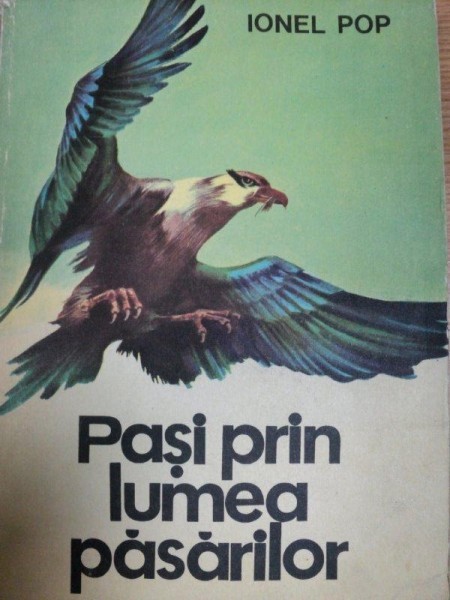 IONEL POP
Pași prin
lumea
păsărilor